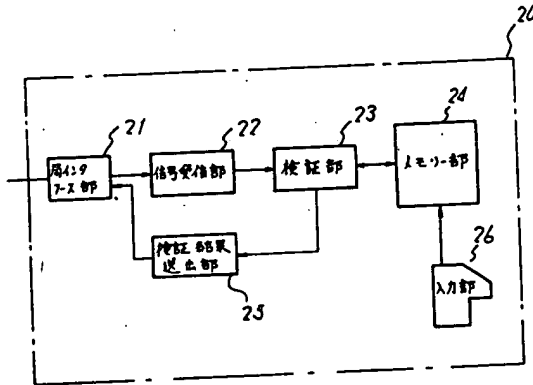 20
21
22
23
24
局インタ
フース部
信号受信部
検証部
メモリー部
検証結果
送出部
25
26
入力部